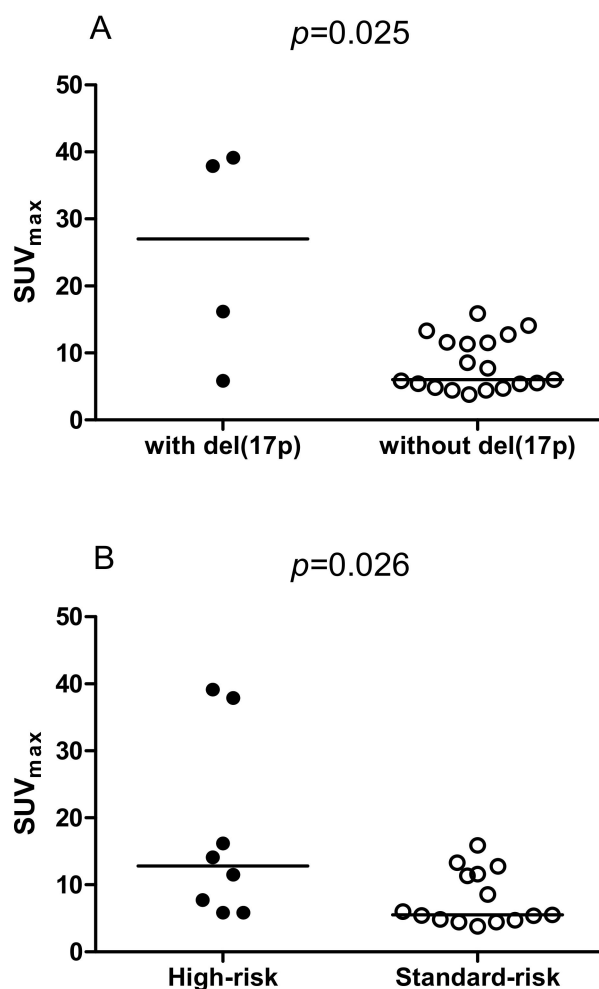 A
p=0.025
50
40
30
20
10
0
SUVmax
with del(17p)
without del(17p)
B
p=0.026
50
40
30
20
10
0
SUVmax
High-risk
Standard-risk